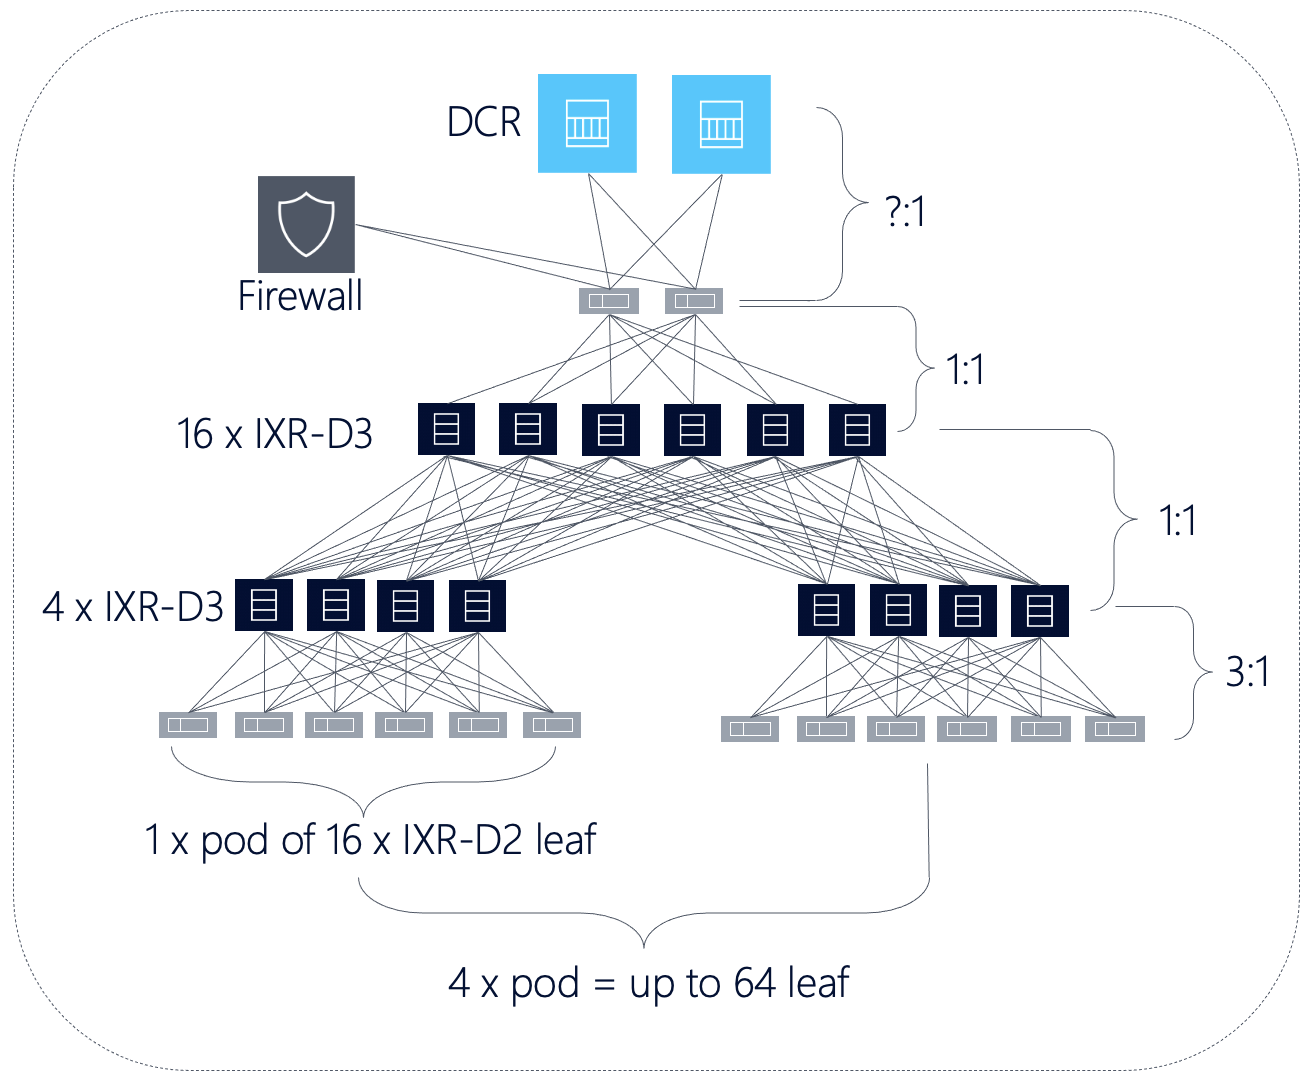 DCR
?:1
Firewall
1:1
16 x IXR-D3
1:1
4 x IXR-D3
3:1
1 x pod of 16 x IXR-D2 leaf
4 x pod = up to 64 leaf